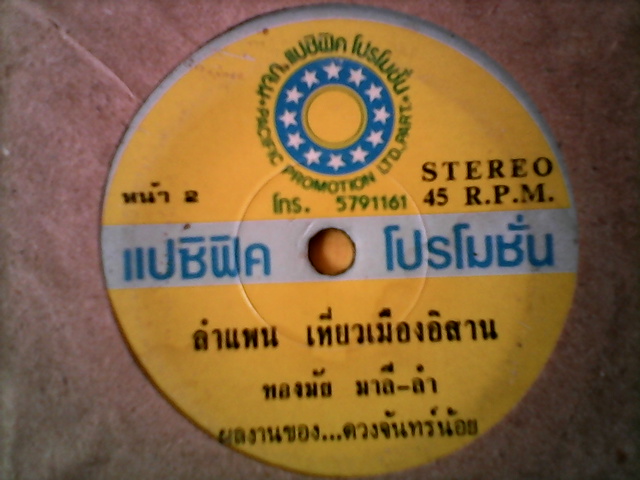 หจก. แปซิฟิค โปรโมชั่น
PACIFIC PROMOTION LTD., PART.
STEREO
หน้า ๒
โทร. 5791161
45 R.P.M.
แปซิฟิค โปรโมชั่น
ลำแพน เที่ยวเมืองอิสาน
ทองมัย มาลี-ลำ
ผลงานของ...ดวงจันทร์น้อย